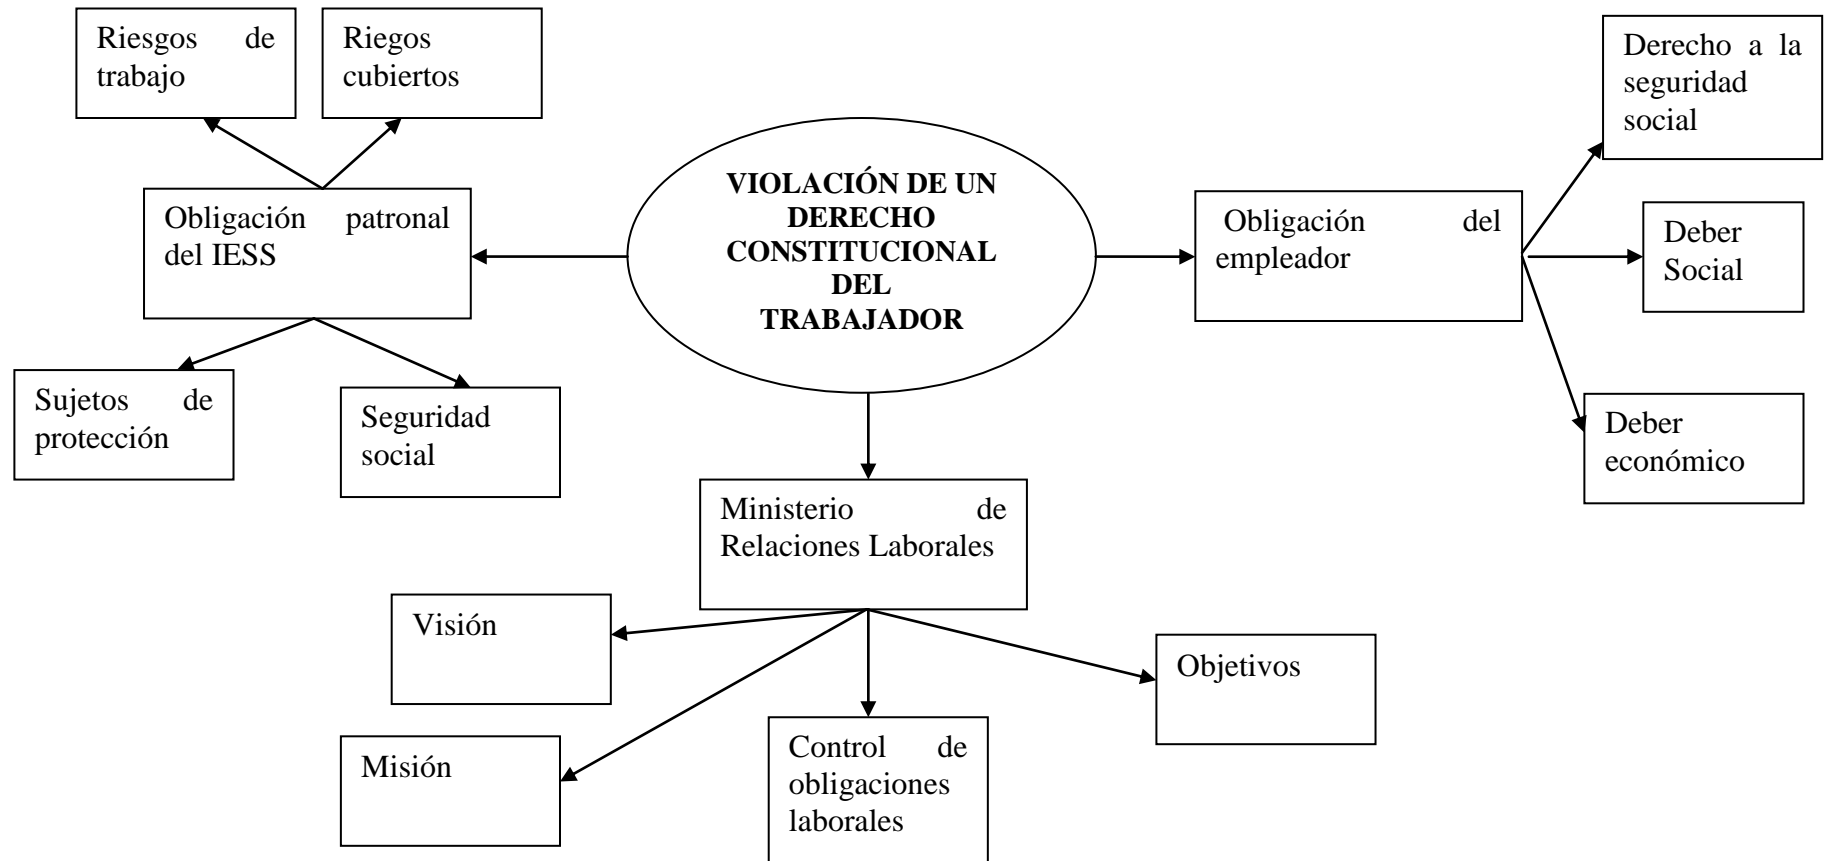 Riesgos de
trabajo
Riegos
cubiertos
Derecho a la
seguridad
social
VIOLACIÓN DE UN
DERECHO
CONSTITUCIONAL
DEL
TRABAJADOR
Obligación patronal
del IESS
Obligación del
empleador
Deber
Social
Sujetos de
protección
Seguridad
social
Deber
económico
Ministerio de
Relaciones Laborales
Visión
Objetivos
Misión
Control de
obligaciones
laborales